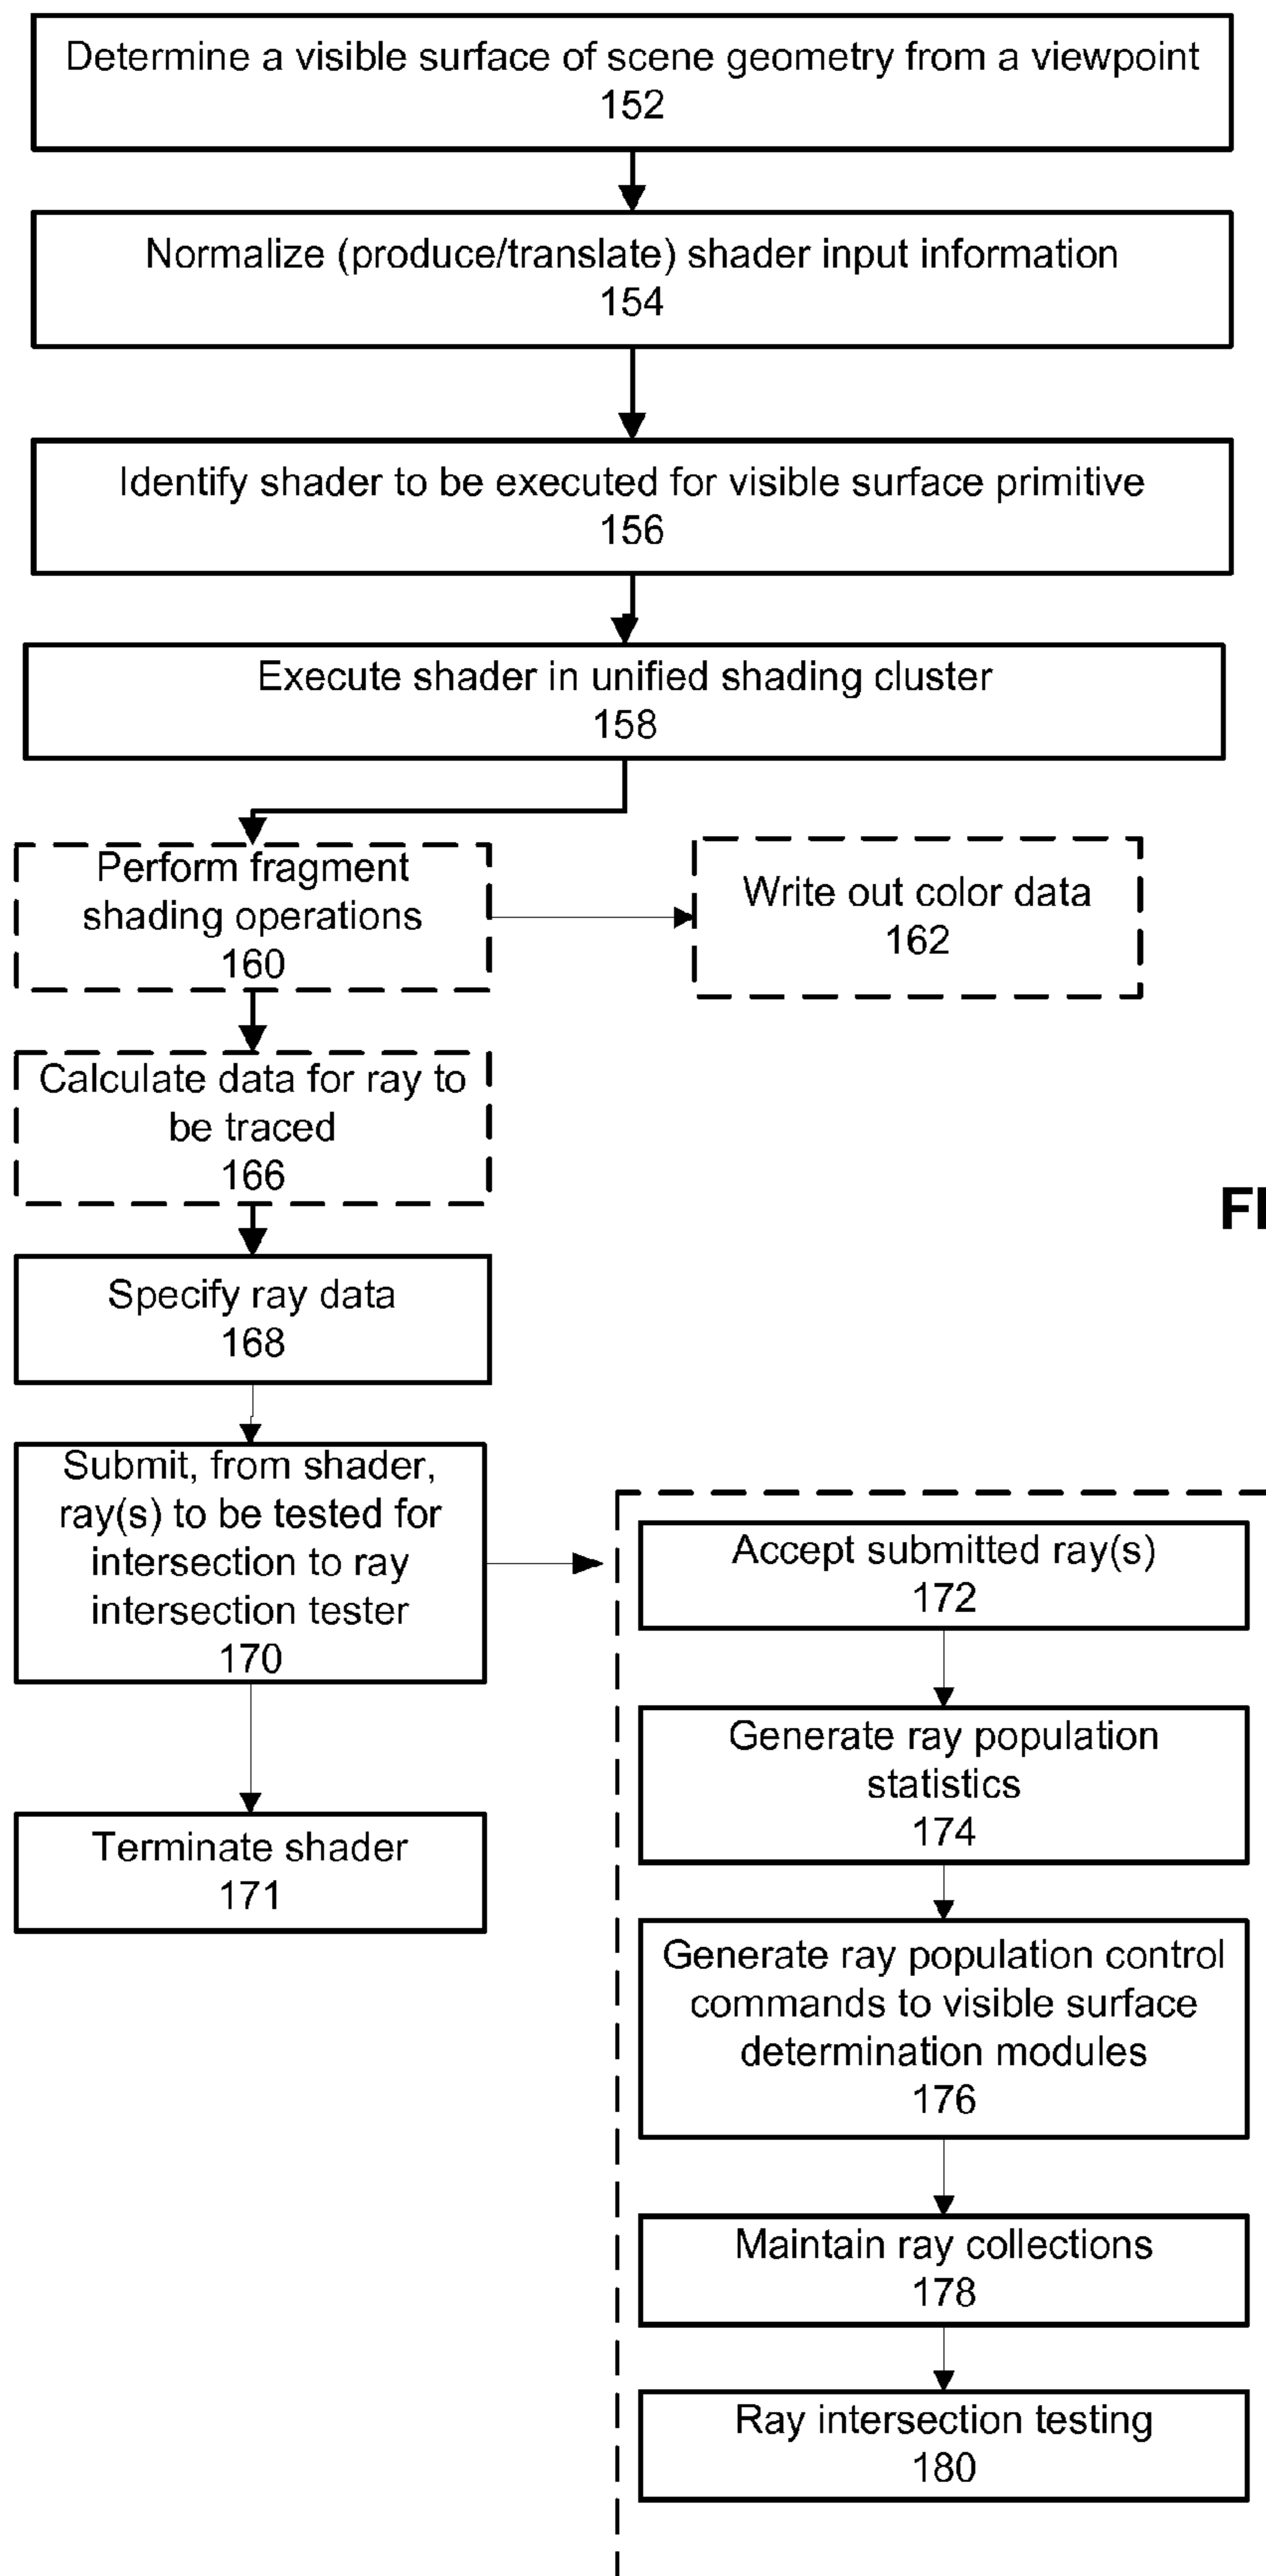 Determine a visible surface of scene geometry from a viewpoint
152
Normalize (produce/translate) shader input information
154
Identify shader to be executed for visible surface primitive
156
Execute shader in unified shading cluster
158
Perform fragment
shading operations
160
Write out color data
162
Calculate data for ray to
be traced
166
Specify ray data
168
Submit, from shader,
ray(s) to be tested for
intersection to ray
intersection tester
170
Terminate shader
171
Accept submitted ray(s)
172
Generate ray population
statistics
174
Generate ray population control
commands to visible surface
determination modules
176
Maintain ray collections
178
Ray intersection testing
180